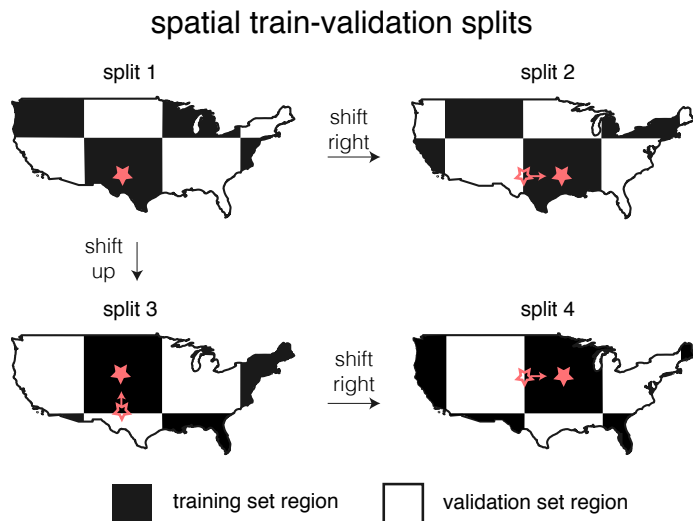 spatial train-validation splits
split 1
split 2
shift
right
shift
up
split 3
split 4
shift
right
training set region
validation set region